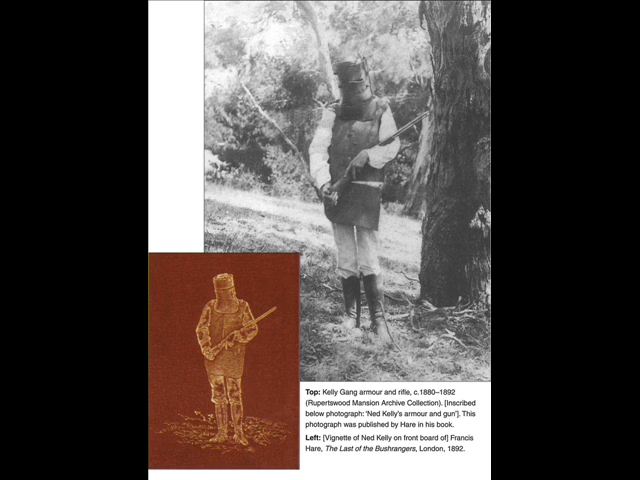 Top: Kelly Gang armour and rifle, c.1880–1892
(Rupertswood Mansion Archive Collection). [Inscribed
below photograph: ‘Ned Kelly’s armour and gun’]. This
photograph was published by Hare in his book.
Left: [Vignette of Ned Kelly on front board of] Francis
Hare, The Last of the Bushrangers, London, 1892.